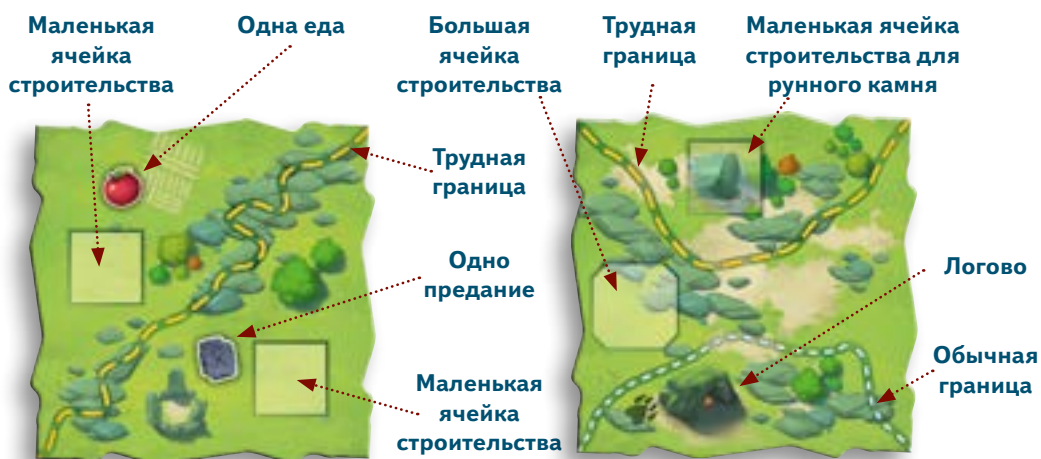 Маленькая
ячейка
строительства
Одна еда
Большая
ячейка
строительства
Трудная
граница
Маленькая ячейка
строительства для
рунного камня
Трудная
граница
Одно
предание
Логово
Обычная
граница
Маленькая
ячейка
строительства